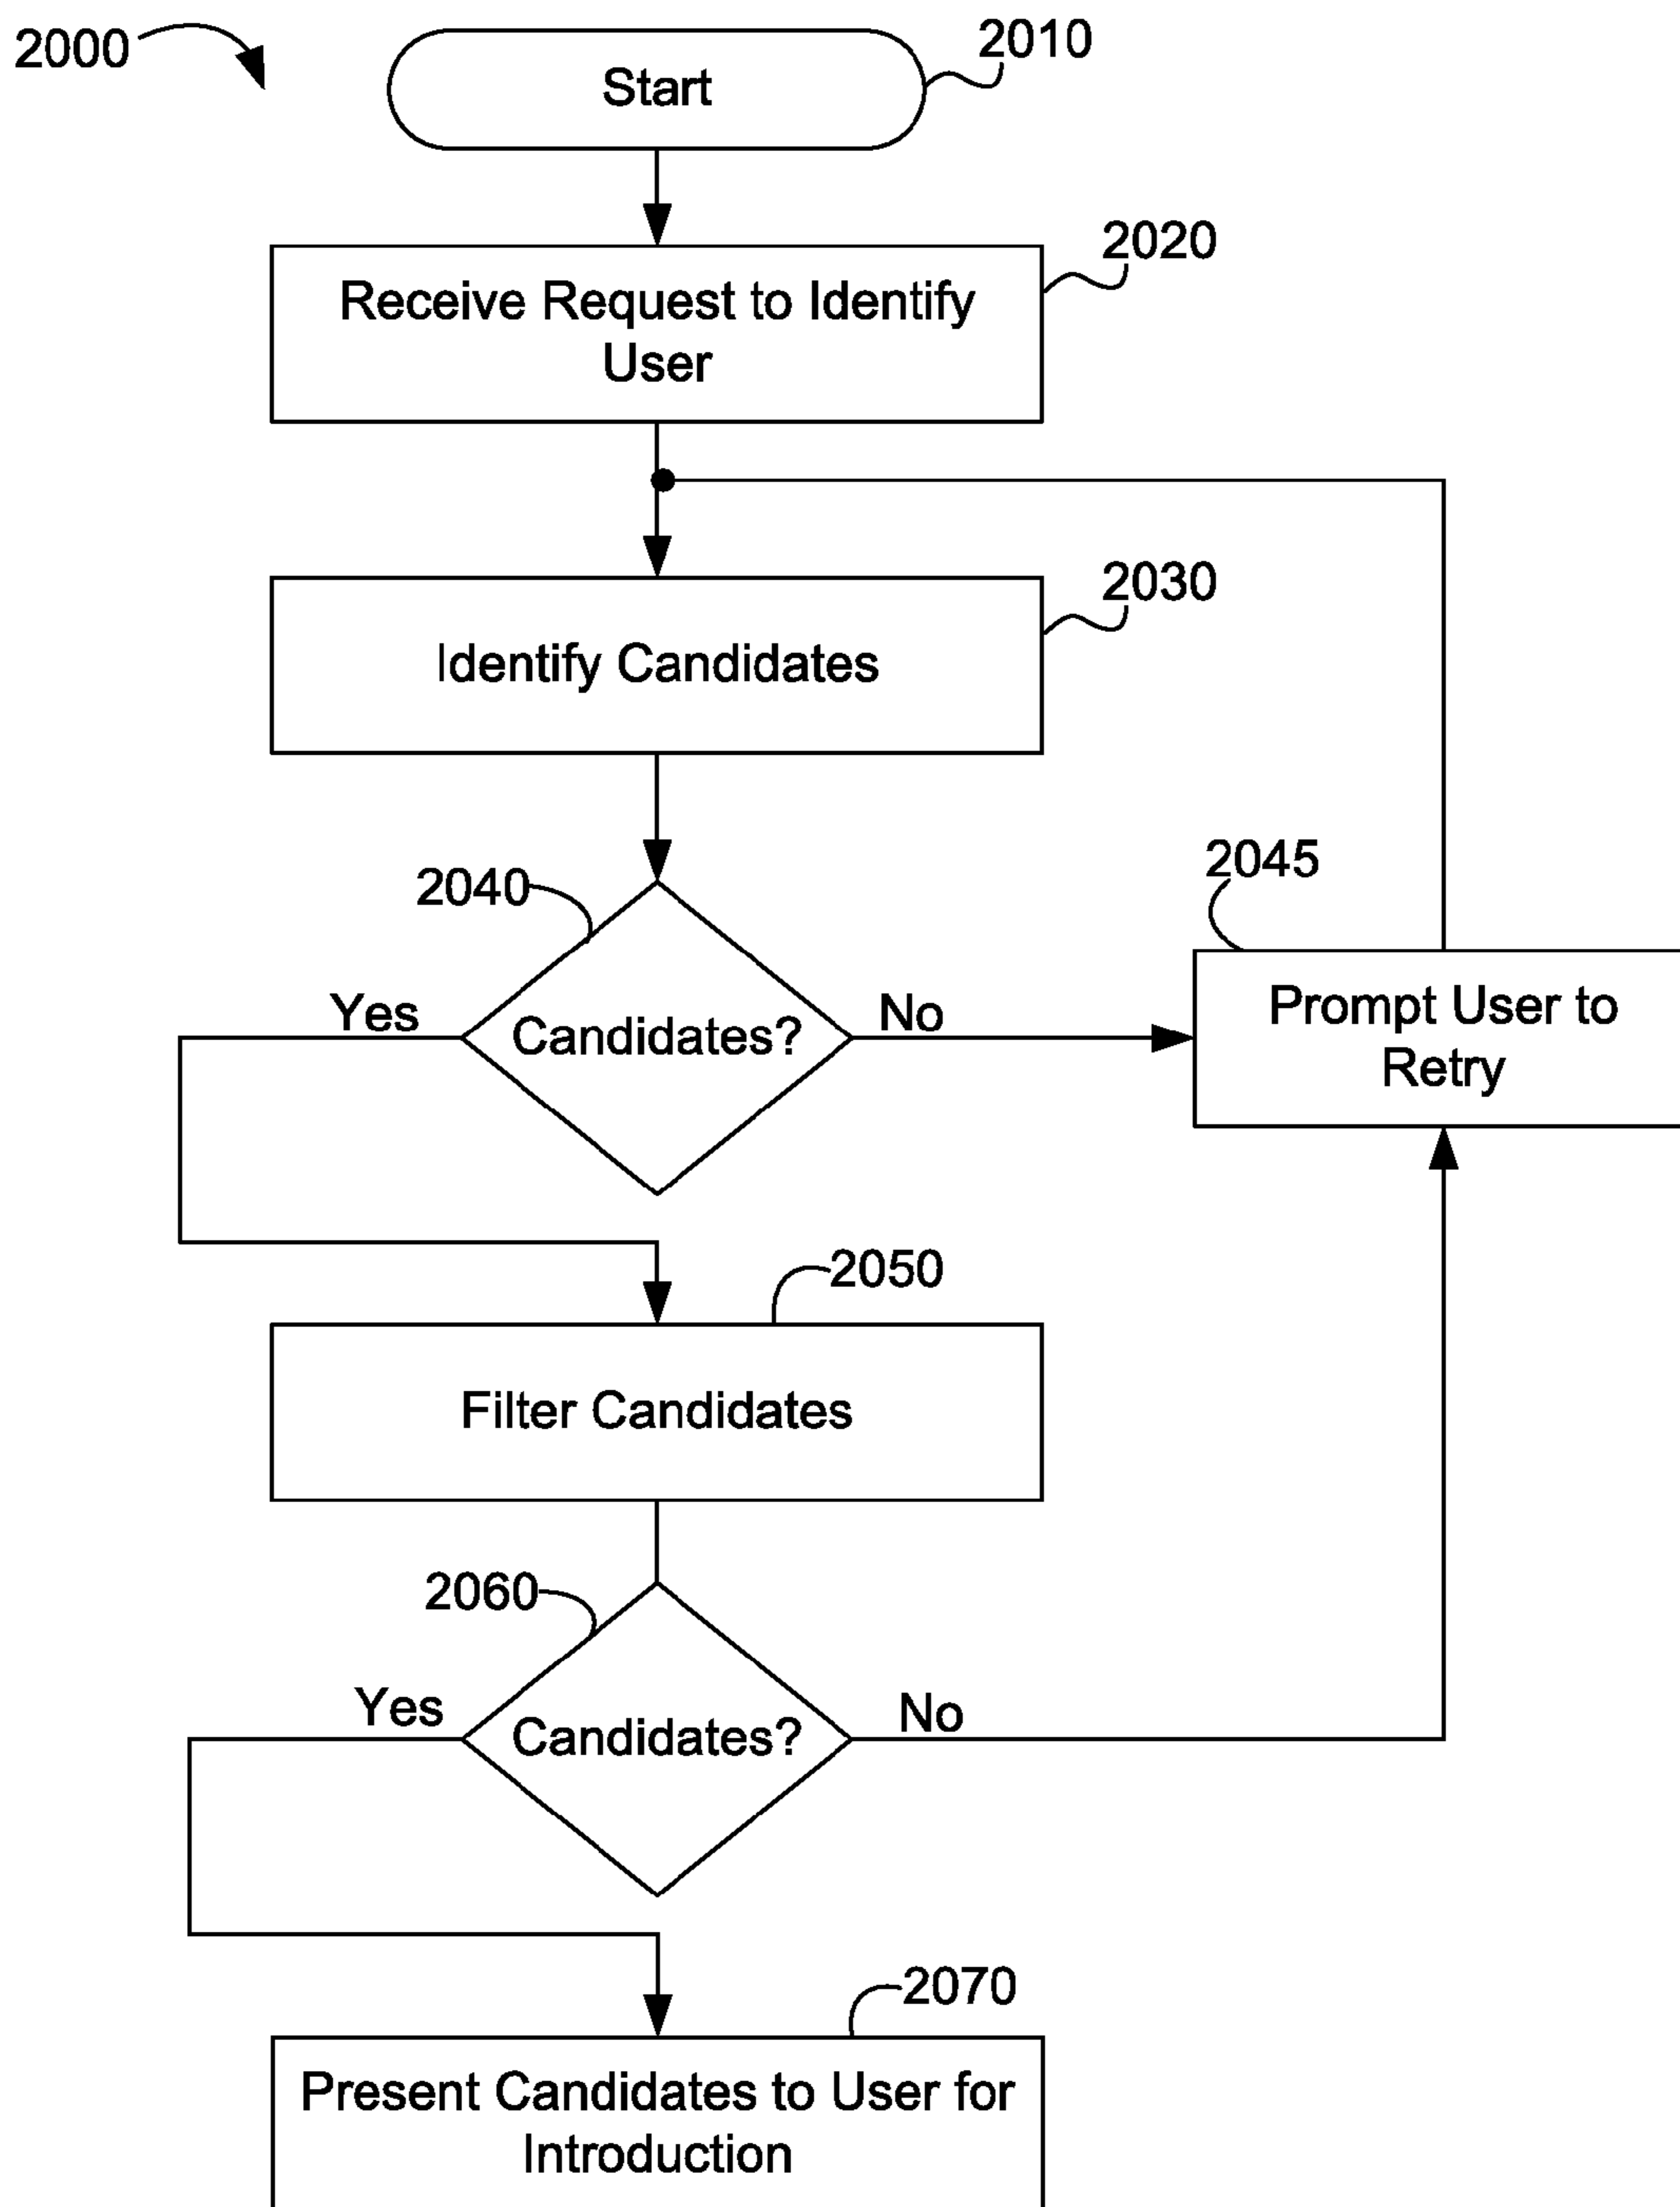 2000
Start
2010
2020
Receive Request to Identify
User
2030
Identify Candidates
2040
2045
Yes
Candidates?
No
Prompt User to
Retry
2050
Filter Candidates
2060
Yes
Candidates?
No
2070
Present Candidates to User for
Introduction